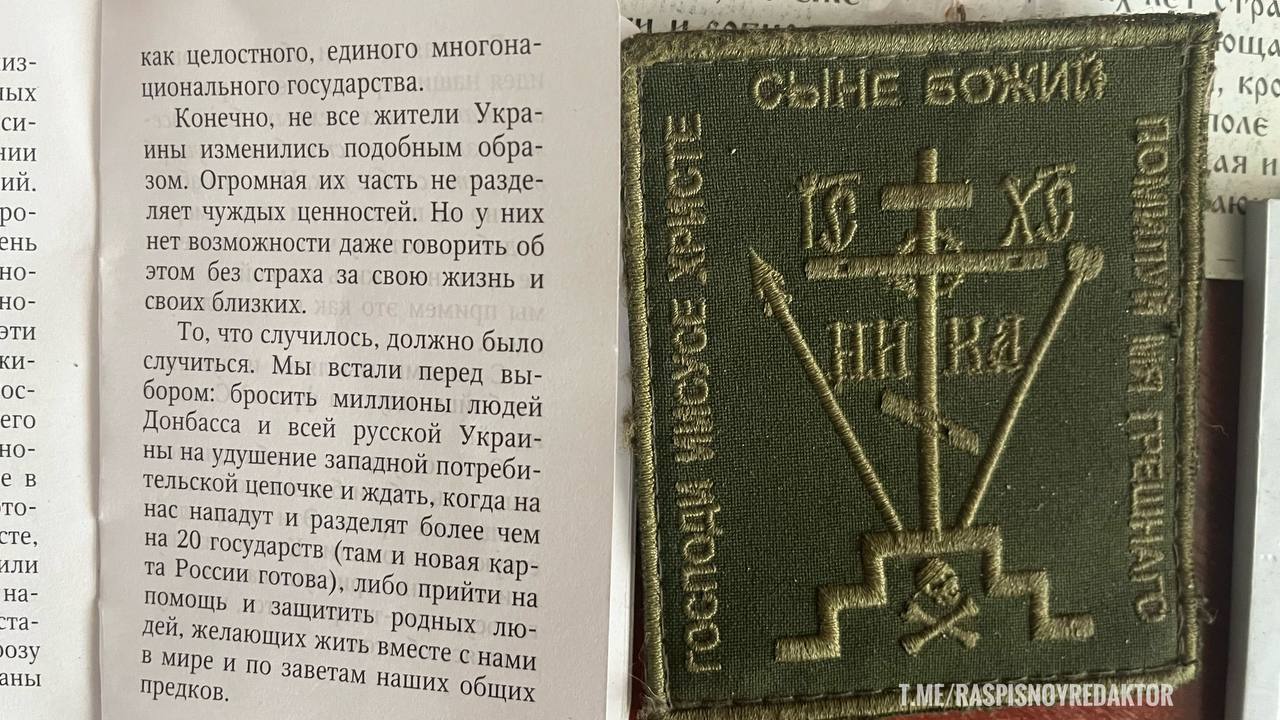 как целостного, единого многона-
ционального государства.
Конечно, не все жители Укра-
ины изменились подобным обра-
зом. Огромная их часть не разде-
ляет чуждых ценностей. Но у них
нет возможности даже говорить об
этом без страха за свою жизнь и
своих близких.
То, что случилось, должно было
случиться. Мы встали перед вы-
бором: бросить миллионы людей
Донбасса и всей русской Украи-
ны на удушение западной потреби-
тельской цепочке и ждать, когда на
нас нападут и разделят более чем
на 20 государств (там и новая кар-
та России готова), либо прийти на
помощь и защитить родных лю-
дей, желающих жить вместе с нами
в мире и по заветам наших общих
предков.
ГОСПОДИ ИИСУСЕ ХРИСТЕ
СЫНЕ БОЖИЙ
ПОМИЛУЙ МЯ ГРЕШНАГО
IС ХС
НИ КА
T.ME/RASPISNOYREDAKTOR